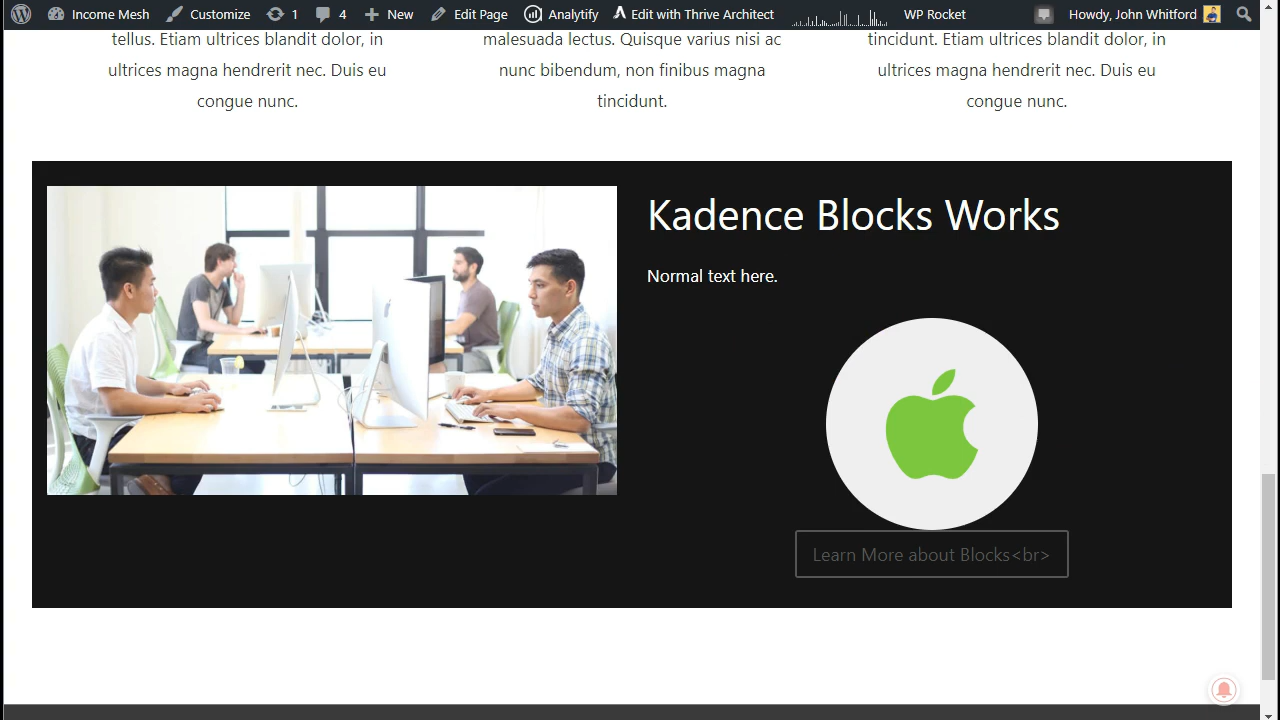 Income Mesh Customize 1 4 New Edit Page Analytify Edit with Thrive Architect WP Rocket Howdy, John Whitford
tellus. Etiam ultrices blandit dolor, in
ultrices magna hendrerit nec. Duis eu
congue nunc.
malesuada lectus. Quisque varius nisi ac
nunc bibendum, non finibus magna
tincidunt.
tincidunt. Etiam ultrices blandit dolor, in
ultrices magna hendrerit nec. Duis eu
congue nunc.
Kadence Blocks Works
Normal text here.
Learn More about Blocks<br>